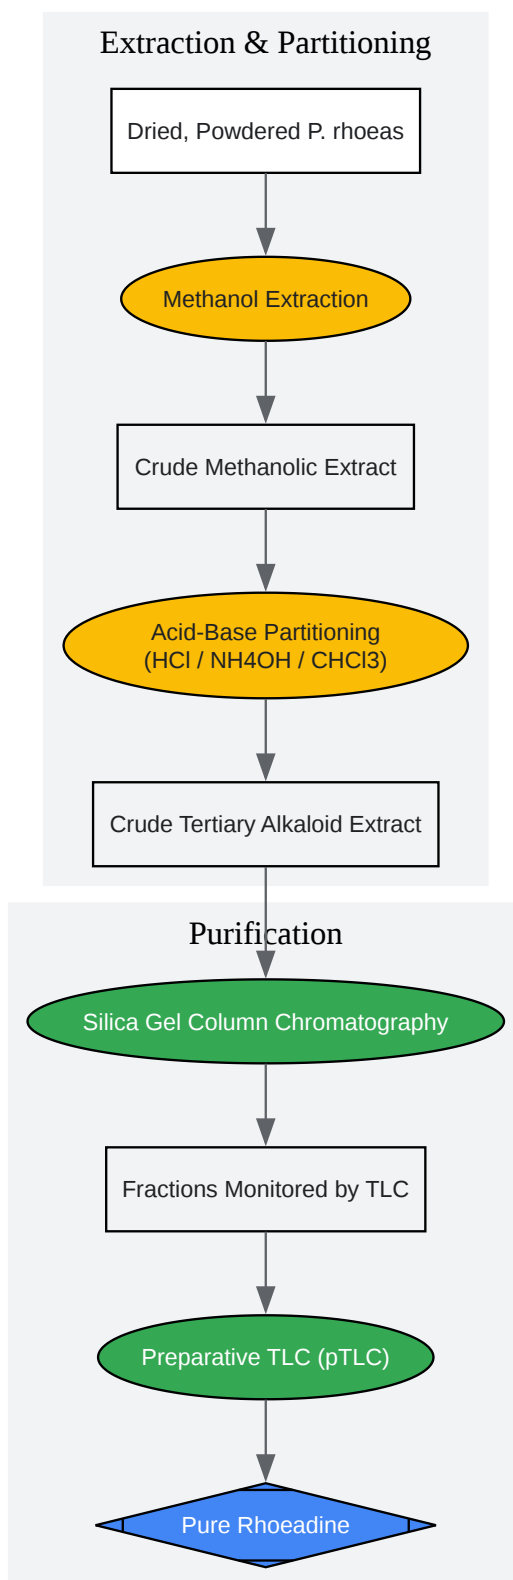 Extraction & Partitioning
Dried, Powdered P. rhoeas
Methanol Extraction
Crude Methanolic Extract
Acid-Base Partitioning
(HCl / NH4OH / CHCl3)
Crude Tertiary Alkaloid Extract
Purification
Silica Gel Column Chromatography
Fractions Monitored by TLC
Preparative TLC (pTLC)
Pure Rhoeadine